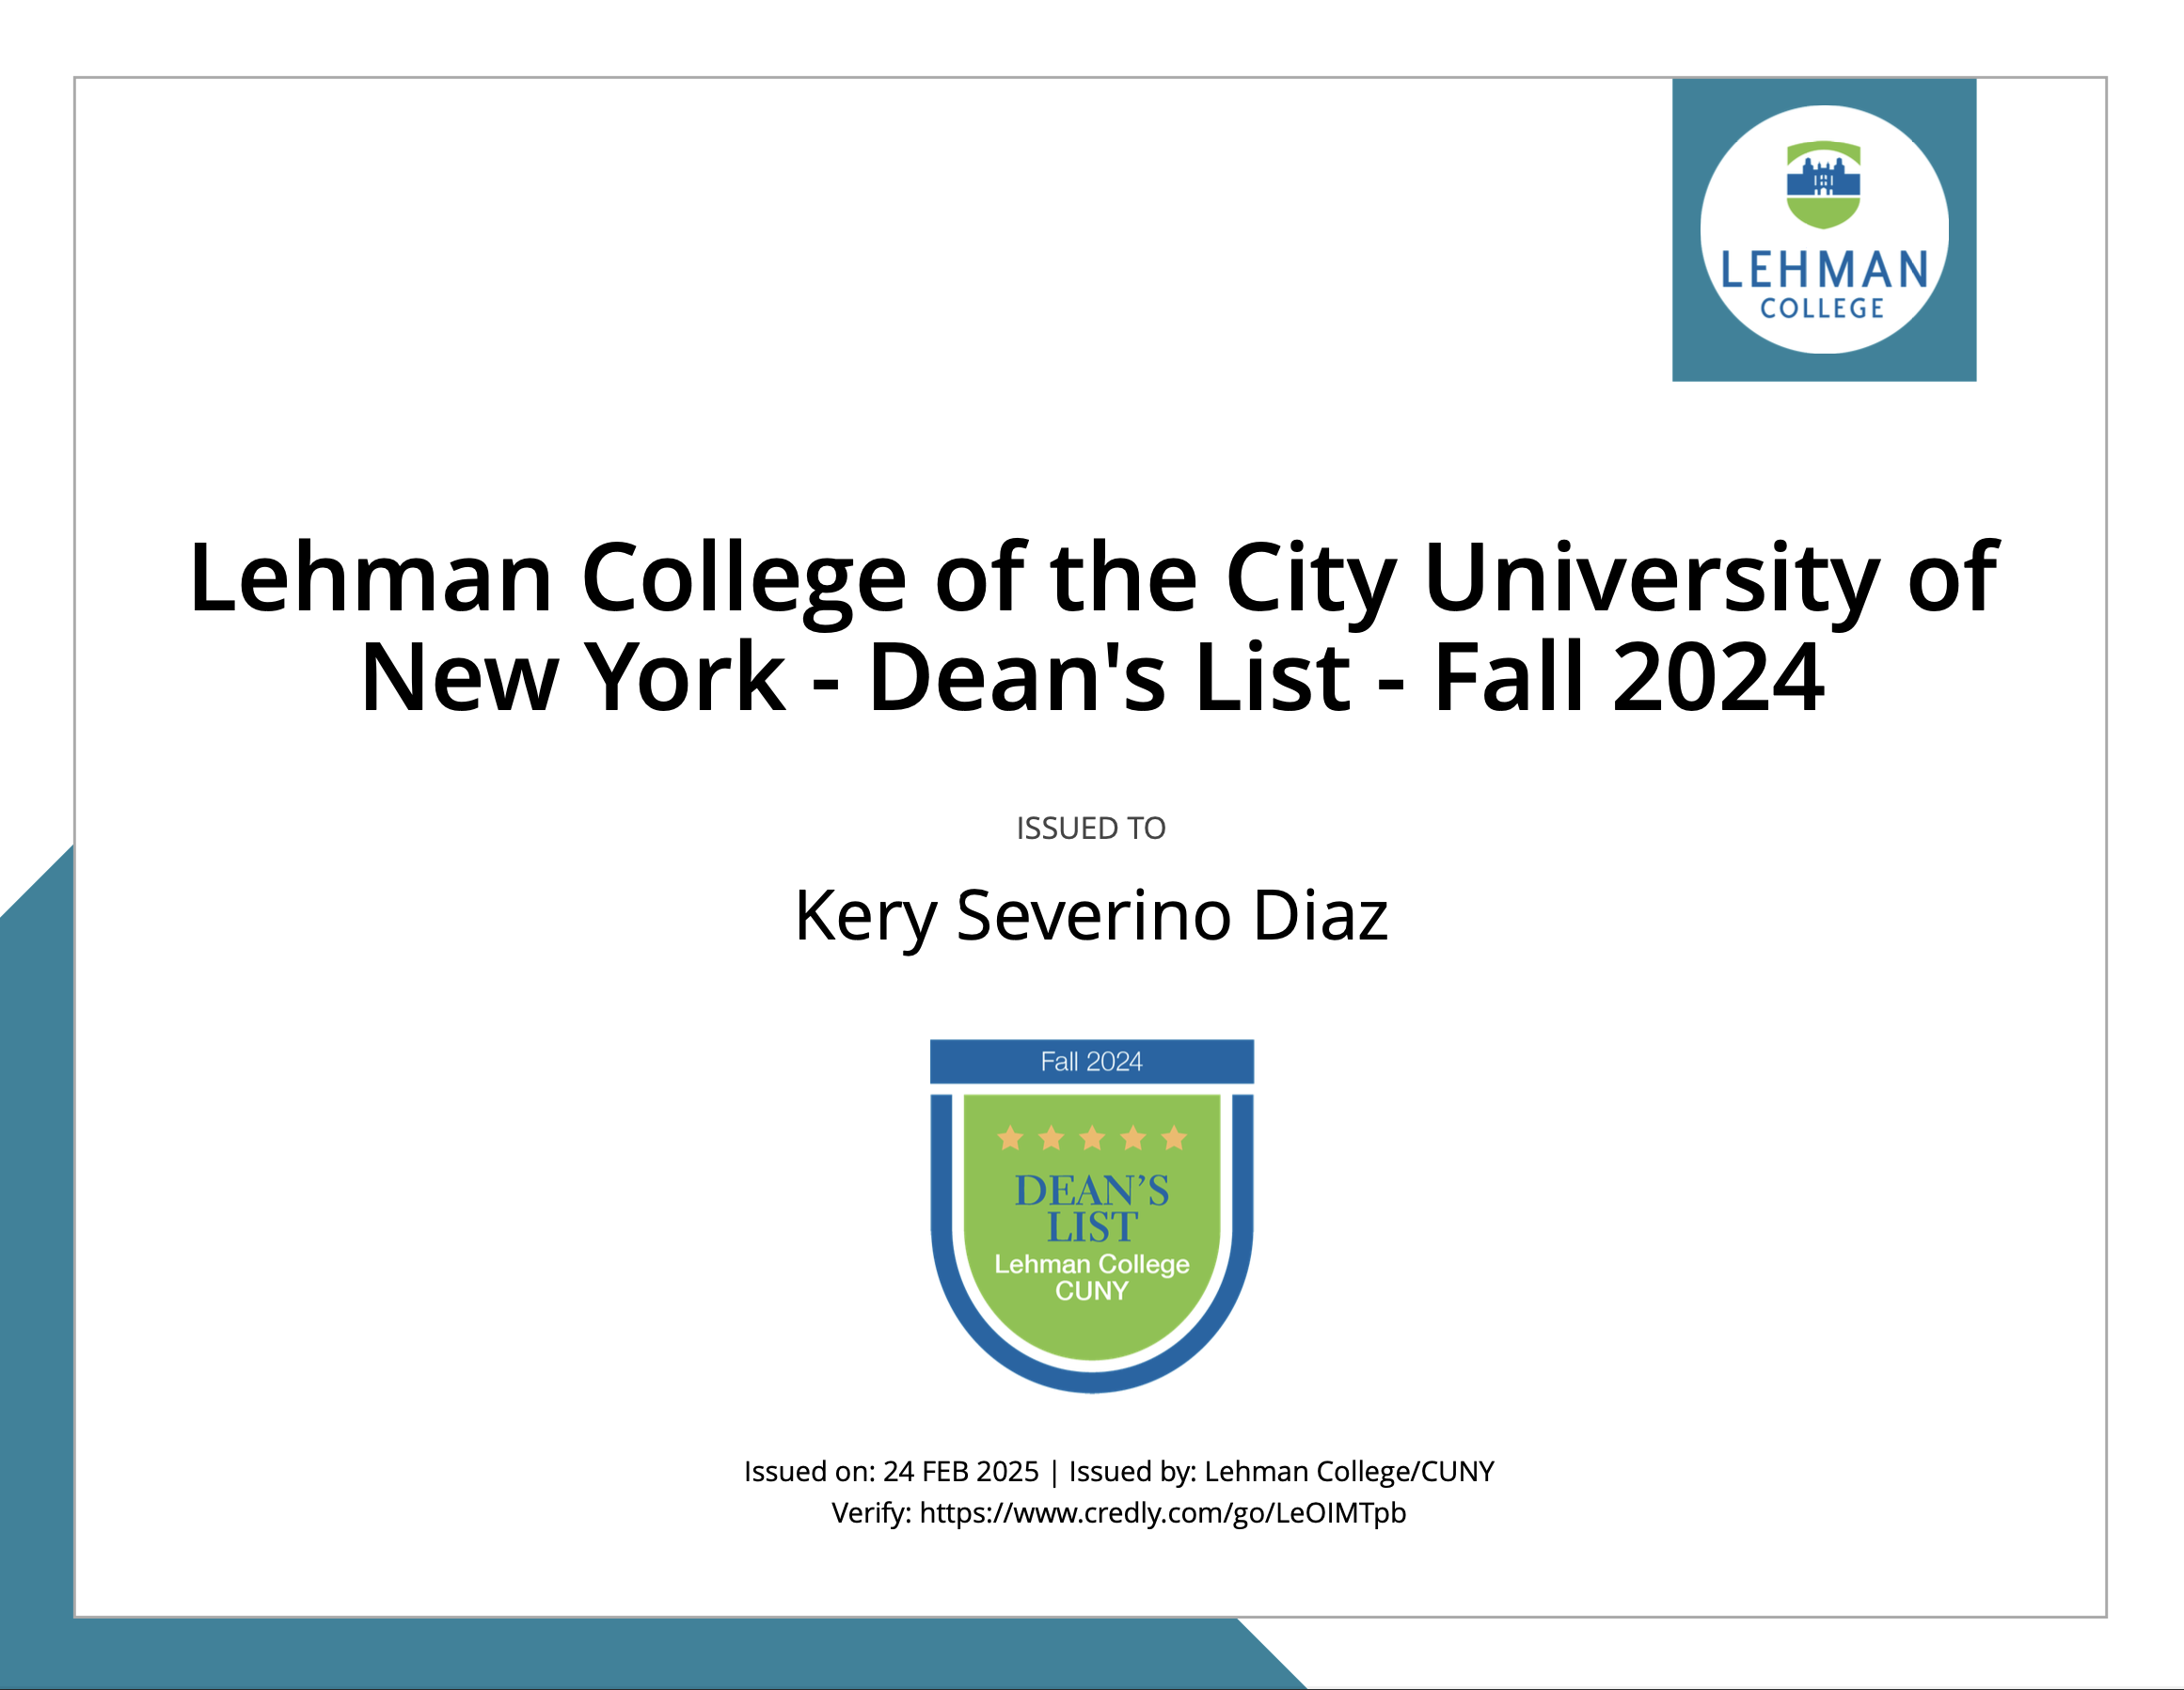 LEHMAN
COLLEGE
Lehman College of the City University of
New York - Dean's List - Fall 2024
ISSUED TO
Kery Severino Diaz
Fall 2024
DEAN’S
LIST
Lehman College
CUNY
Issued on: 24 FEB 2025 | Issued by: Lehman College/CUNY
Verify: https://www.credly.com/go/LeOIMTpb